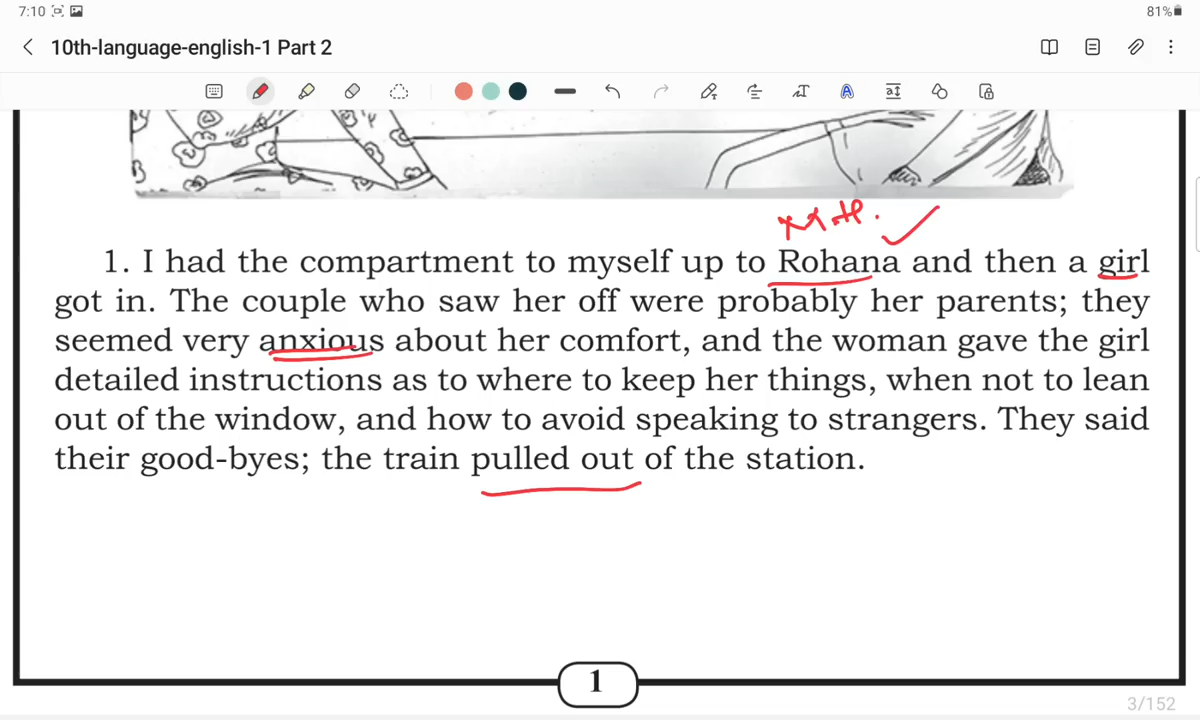 7:10
81%
10th-language-english-1 Part 2
1. I had the compartment to myself up to Rohana and then a girl
got in. The couple who saw her off were probably her parents; they
seemed very anxious about her comfort, and the woman gave the girl
detailed instructions as to where to keep her things, when not to lean
out of the window, and how to avoid speaking to strangers. They said
their good-byes; the train pulled out of the station.
1
3/152